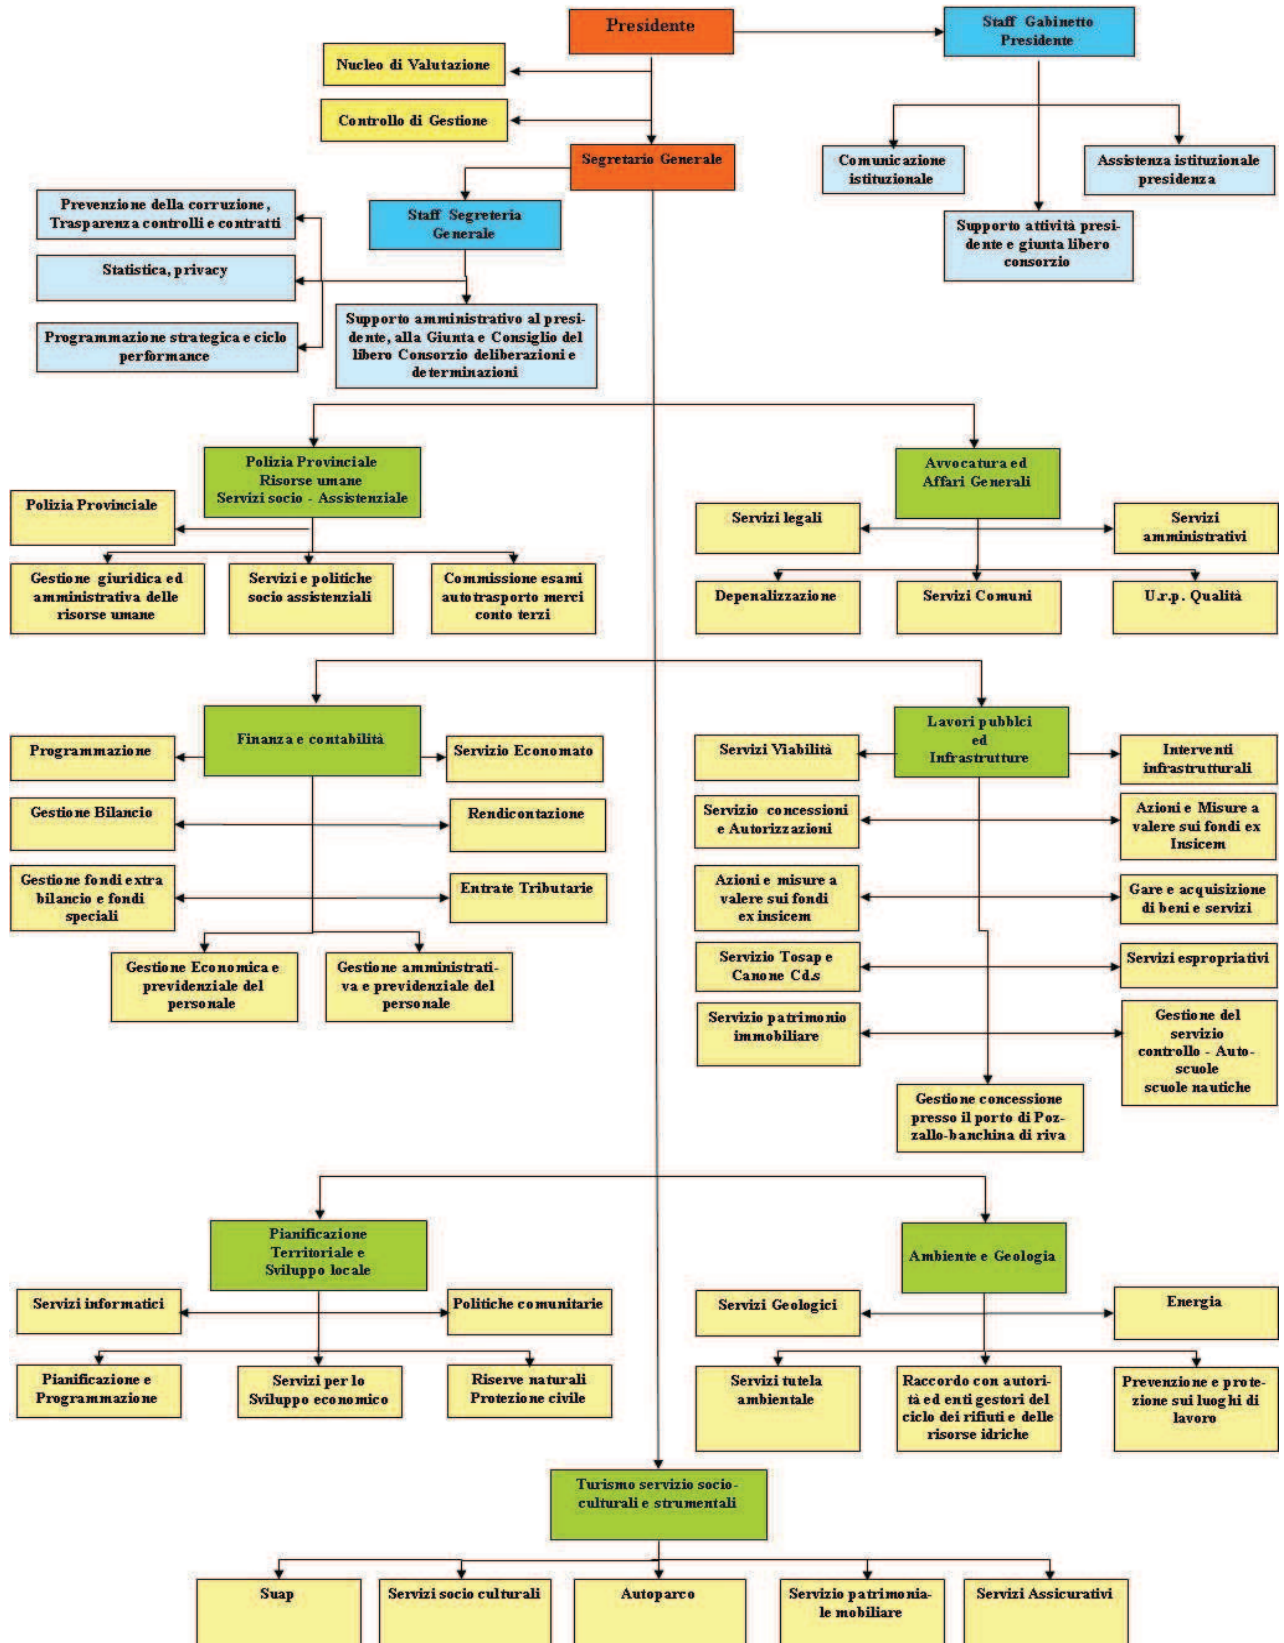 Presidente
Staff Gabinetto
Presidente
Nucleo di Valutazione
Controllo di Gestione
Segretario Generale
Comunicazione
istituzionale
Assistenza istituzionale
presidenza
Prevenzione della corruzione,
Trasparenza controlli e contratti
Staff Segreteria
Generale
Supporto attività presi-
dente e giunta libero
consorzio
Statistica, privacy
Programmazione strategica e ciclo
performance
Supporto amministrativo al presi-
dente, alla Giunta e Consiglio del
libero Consorzio deliberazioni e
determinazioni
Polizia Provinciale
Risorse umane
Servizi socio - Assistenziale
Avvocatura ed
Affari Generali
Polizia Provinciale
Servizi legali
Servizi
amministrativi
Gestione giuridica ed
amministrativa delle
risorse umane
Servizi e politiche
socio assistenziali
Commissione esami
autotrasporto merci
conto terzi
Depenalizzazione
Servizi Comuni
U.r.p. Qualità
Finanza e contabilità
Lavori pubblci
ed
Infrastrutture
Programmazione
Servizio Economato
Servizi Viabilità
Interventi
infrastrutturali
Gestione Bilancio
Rendicontazione
Servizio concessioni
e Autorizzazioni
Azioni e Misure a
valere sui fondi ex
Insicem
Gestione fondi extra
bilancio e fondi
speciali
Entrate Tributarie
Azioni e misure a
valere sui fondi
ex insicem
Gare e acquisizione
di beni e servizi
Gestione Economica e
previdenziale del
personale
Gestione amministrati-
va e previdenziale del
personale
Servizio Tosap e
Canone Cd.s
Servizi espropriativi
Servizio patrimonio
immobiliare
Gestione del
servizio
controllo - Auto-
scuole
scuole nautiche
Gestione concessione
presso il porto di Poz-
zallo-banchina di riva
Pianificazione
Territoriale e
Sviluppo locale
Ambiente e Geologia
Servizi informatici
Politiche comunitarie
Servizi Geologici
Energia
Pianificazione e
Programmazione
Servizi per lo
Sviluppo economico
Riserve naturali
Protezione civile
Servizi tutela
ambientale
Raccordo con autori-
tà ed enti gestori del
ciclo dei rifiuti e delle
risorse idriche
Prevenzione e prote-
zione sui luoghi di
lavoro
Turismo servizio socio-
culturali e strumentali
Suap
Servizi socio culturali
Autoparco
Servizio patrimonia-
le mobiliare
Servizi Assicurativi